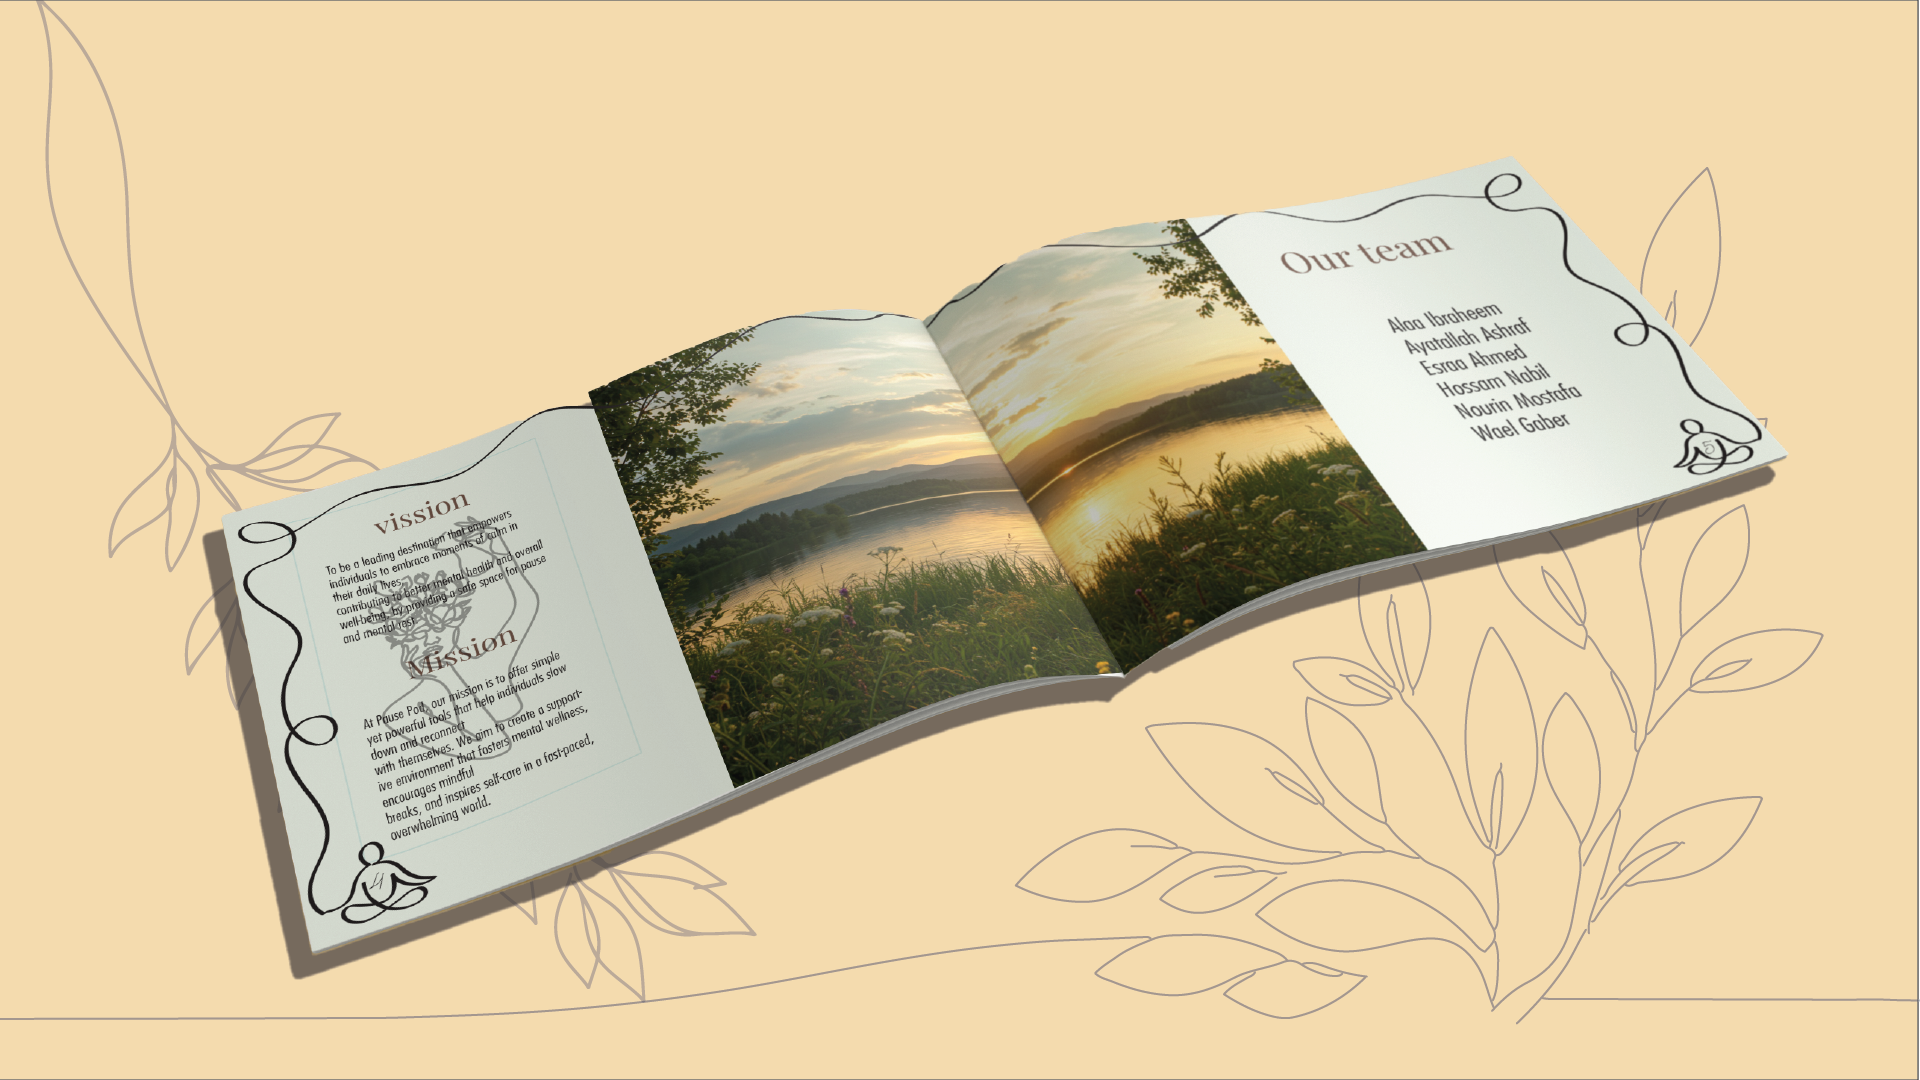 vission
To be a leading destination that empowers
individuals to embrace moments of calm in
their daily lives,
contributing to better mental health and overall
well-being, by providing a safe space for pause
and mental rest.
Mission
At Pause Pod, our mission is to offer simple
yet powerful tools that help individuals slow
down and reconnect
with themselves. We aim to create a support-
ive environment that fosters mental wellness,
encourages mindful
breaks, and inspires self-care in a fast-paced,
overwhelming world.
4
Our team
Alaa Ibraheem
Ayatallah Ashraf
Esraa Ahmed
Hossam Nabil
Nourin Mostafa
Wael Gaber
5